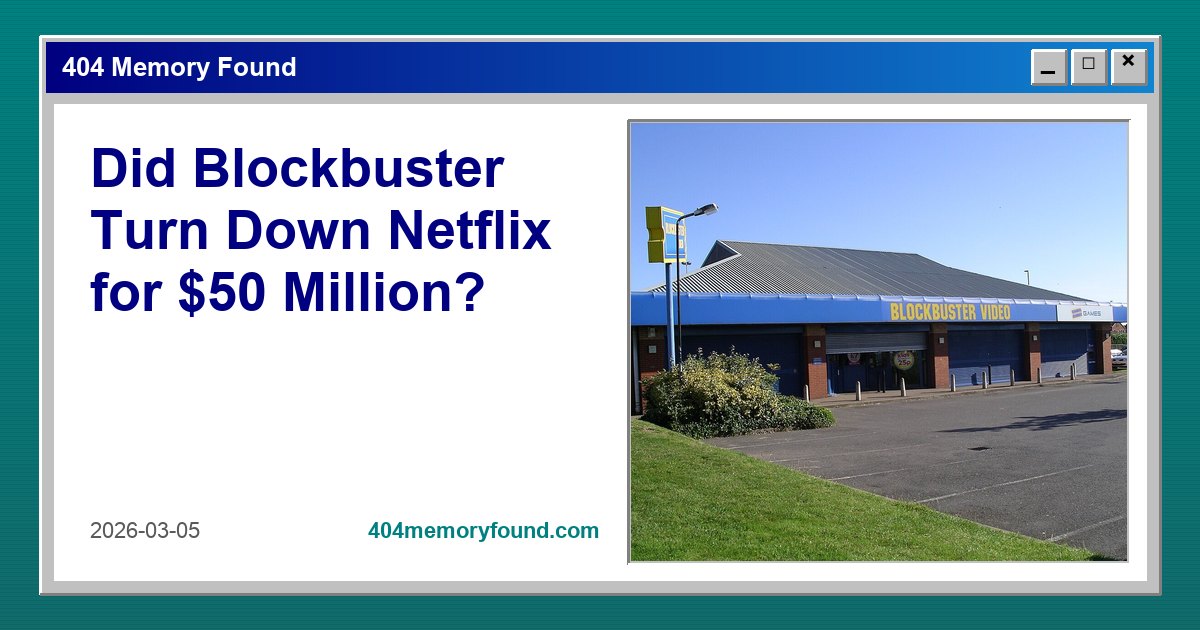 404 Memory Found
Did Blockbuster
Turn Down Netflix
for $50 Million?
BLOCKBUSTER VIDEO
GAMES
2026-03-05
404memoryfound.com